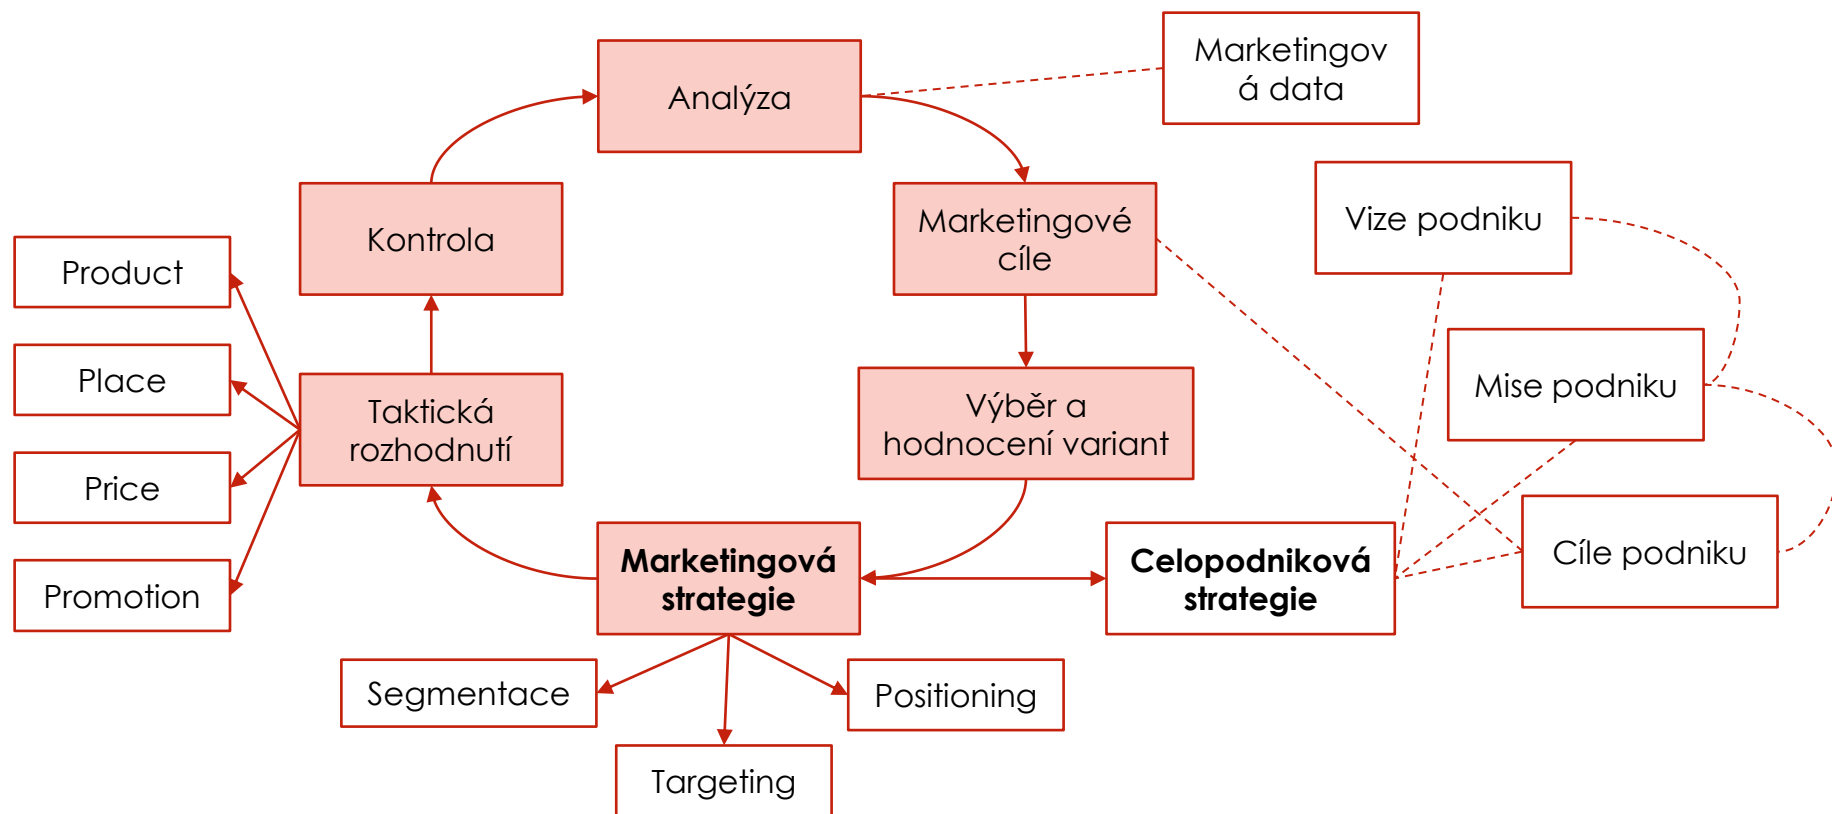 Analýza
Marketingov
á data
Kontrola
Marketingové
cíle
Vize podniku
Product
Place
Price
Promotion
Taktická
rozhodnutí
Výběr a
hodnocení variant
Mise podniku
Marketingová
strategie
Celopodniková
strategie
Cíle podniku
Segmentace
Positioning
Targeting